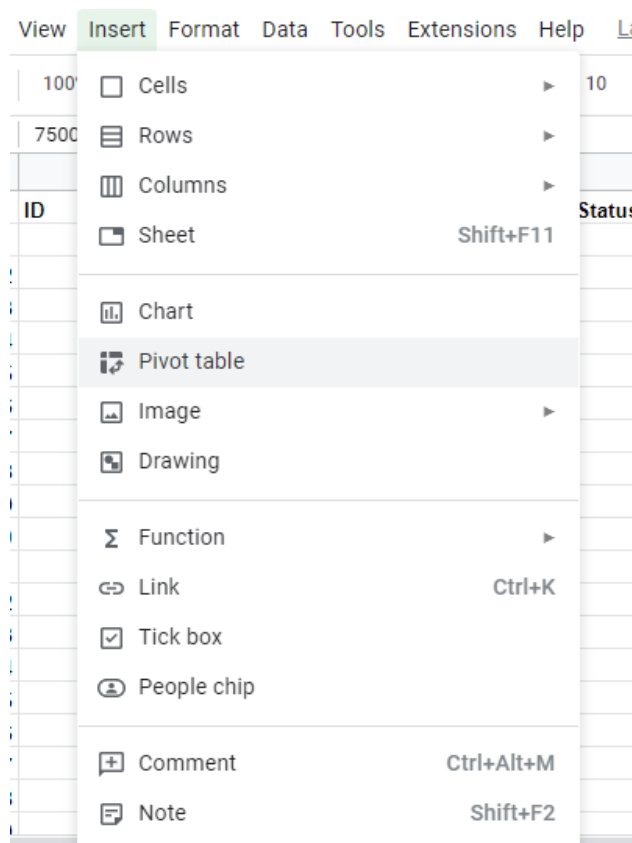 View Insert Format Data Tools Extensions Help
100 Cells 10
7500 Rows
Columns
ID Status
Sheet Shift+F11
Chart
Pivot table
Image
Drawing
Function
Link Ctrl+K
Tick box
People chip
Comment Ctrl+Alt+M
Note Shift+F2